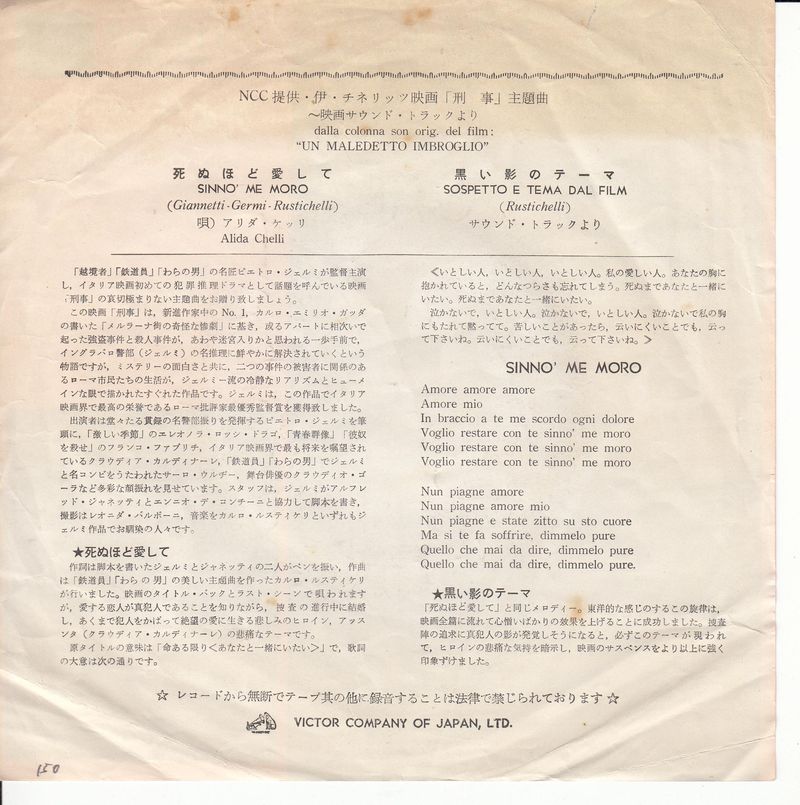 NCC 提供・伊・チネリッツ映画「刑　事」主題曲
〜映画サウンド・トラックより
dalla colonna son orig. del film:
“UN MALEDETTO IMBROGLIO”
死ぬほど愛して
SINNO’ ME MORO
(Giannetti-Germi-Rustichelli)
唄）アリダ・ケッリ
Alida Chelli
黒い影のテーマ
SOSPETTO E TEMA DAL FILM
(Rustichelli)
サウンド・トラックより
「越境者」「鉄道員」「わらの男」の名匠ピエトロ・ジェルミが監督主演
し，イタリア映画初めての犯罪推理ドラマとして話題を呼んでいる映画
「刑事」の哀切極まりない主題曲をお贈り致しましょう。
この映画「刑事」は，新進作家中の No. 1，カルロ・エミリオ・ガッダ
の書いた「メルラーナ街の奇怪な惨劇」に基き，或るアパートに相次いで
起った強盗事件と殺人事件が，あわや迷宮入りかと思われる一歩手前で，
イングラバロ警部（ジェルミ）の名推理に鮮やかに解決されていくという
物語ですが，ミステリーの面白さと共に，二つの事件の被害者に関係のあ
るローマ市民たちの生活が，ジェルミ一流の冷静なリアリズムとヒューメ
インな眼で描かれたすぐれた作品です。ジェルミは，この作品でイタリア
映画界で最高の栄誉であるローマ批評家最優秀監督賞を獲得致しました。
出演者は堂々たる貫録の名警部振りを発揮するピエトロ・ジェルミを筆
頭に，「激しい季節」のエレオノラ・ロッシ・ドラゴ，「青春群像」「彼奴
を殺せ」のフランコ・ファブリチ，イタリア映画界で最も将来を嘱望され
ているクラウディア・カルディナーレ，「鉄道員」「わらの男」でジェルミ
と名コンビをうたわれたサーロ・ウルヂー，舞台俳優のクラウディオ・ゴ
ーラなど多彩な顔振れを見せています。スタッフは，ジェルミがアルフレ
ッド・ジャネッティとエンニオ・デ・コンチーニと協力して脚本を書き，
撮影はレオニダ・バルボーニ，音楽をカルロ・ルスティケリといずれもジ
ェルミ作品でお馴染の人々です。
★死ぬほど愛して
作詞は脚本を書いたジェルミとジャネッティの二人がペンを振い，作曲
は「鉄道員」「わらの男」の美しい主題曲を作ったカルロ・ルスティケリ
が行いました。映画のタイトル・バックとラスト・シーンで唄われます
が，愛する恋人が真犯人であることを知りながら，捜査の進行中に結婚
し，あくまで犯人をかばって絶望の愛に生きる悲しみのヒロイン，アッス
ンタ（クラウディア・カルディナーレ）の悲痛なテーマです。
原タイトルの意味は「命ある限り＜あなたと一緒にいたい＞」で，歌詞
の大意は次の通りです。
≪いとしい人，いとしい人，いとしい人。私の愛しい人。あなたの胸に
抱かれていると，どんなつらさも忘れてしまう。死ぬまであなたと一緒に
いたい。死ぬまであなたと一緒にいたい。
泣かないで，いとしい人。泣かないで，いとしい人。泣かないで私の胸
にもたれて黙ってて。苦しいことがあったら，云いにくいことでも，云っ
て下さいね。云いにくいことでも，云って下さいね。≫
SINNO’ ME MORO
Amore amore amore
Amore mio
In braccio a te me scordo ogni dolore
Voglio restare con te sinno’ me moro
Voglio restare con te sinno’ me moro
Voglio restare con te sinno’ me moro
Nun piagne amore
Nun piagne amore mio
Nun piagne e state zitto su sto cuore
Ma si te fa soffrire, dimmelo pure
Quello che mai da dire, dimmelo pure
Quello che mai da dire, dimmelo pure.
★黒い影のテーマ
「死ぬほど愛して」と同じメロディー。東洋的な感じのするこの旋律は，
映画全篇に流れて心憎いばかりの効果を上げることに成功しました。捜査
陣の追求に真犯人の影が発覚しそうになると，必ずこのテーマが現われ
て，ヒロインの悲痛な気持を暗示し，映画のサスペンスをより以上に強く
印象ずけました。
☆ レコードから無断でテープ其の他に録音することは法律で禁じられております ☆
VICTOR COMPANY OF JAPAN, LTD.
150